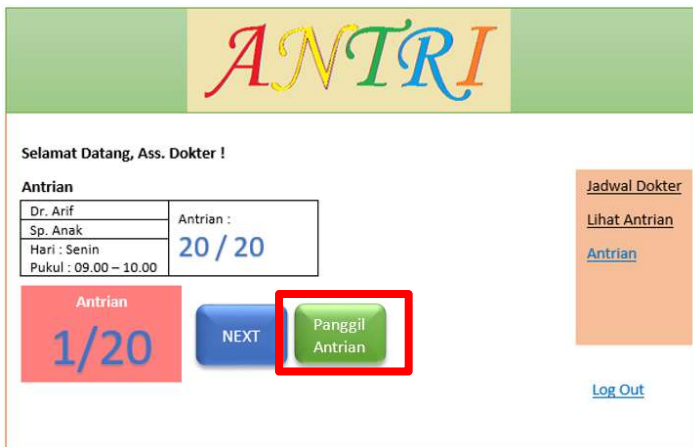 ANTRI
Selamat Datang, Ass. Dokter !
Antrian
Dr. Arif
Sp. Anak
Hari : Senin
Pukul : 09.00 – 10.00
Antrian :
20 / 20
Antrian
1/20
NEXT
Panggil
Antrian
Jadwal Dokter
Lihat Antrian
Antrian
Log Out